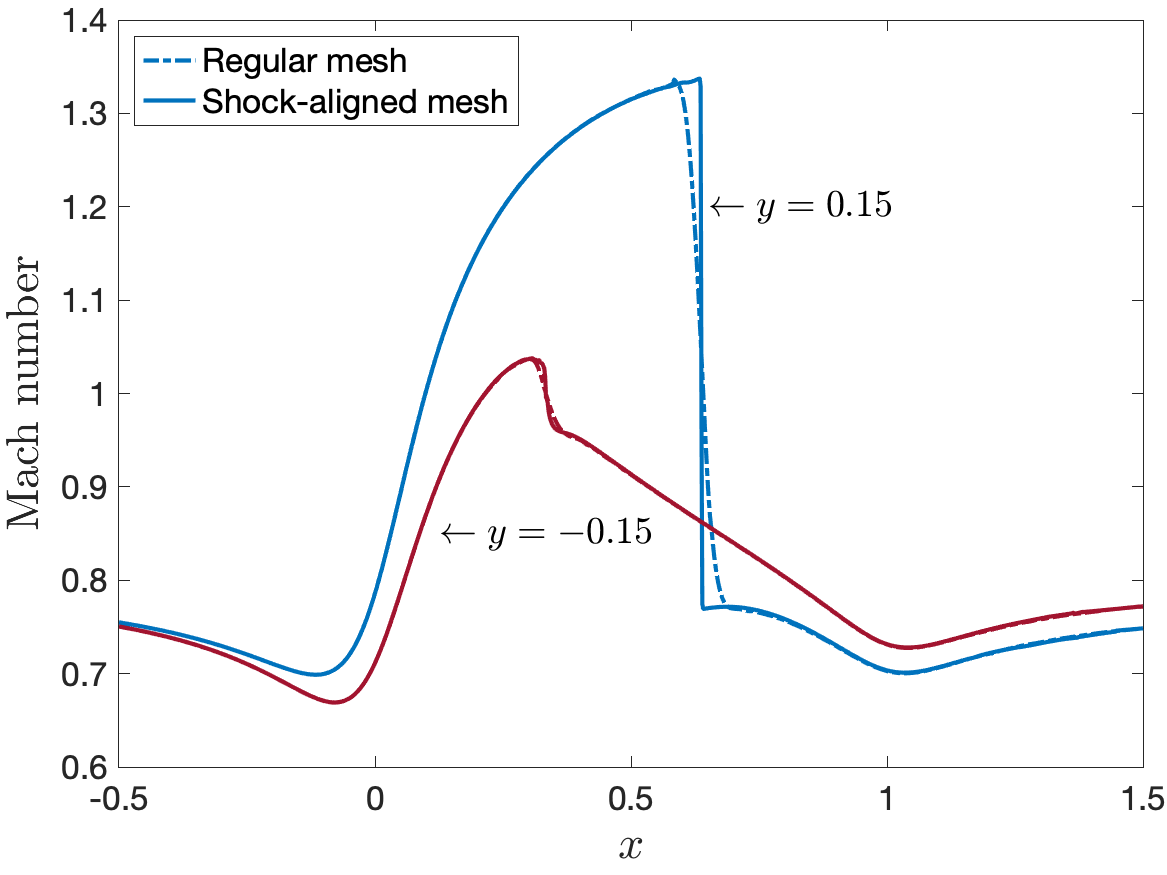 1.4
Regular mesh
Shock-aligned mesh
1.3
1.2
← y = 0.15
1.1
Mach number
1
0.9
← y = −0.15
0.8
0.7
0.6
-0.5 0 0.5 1 1.5
x